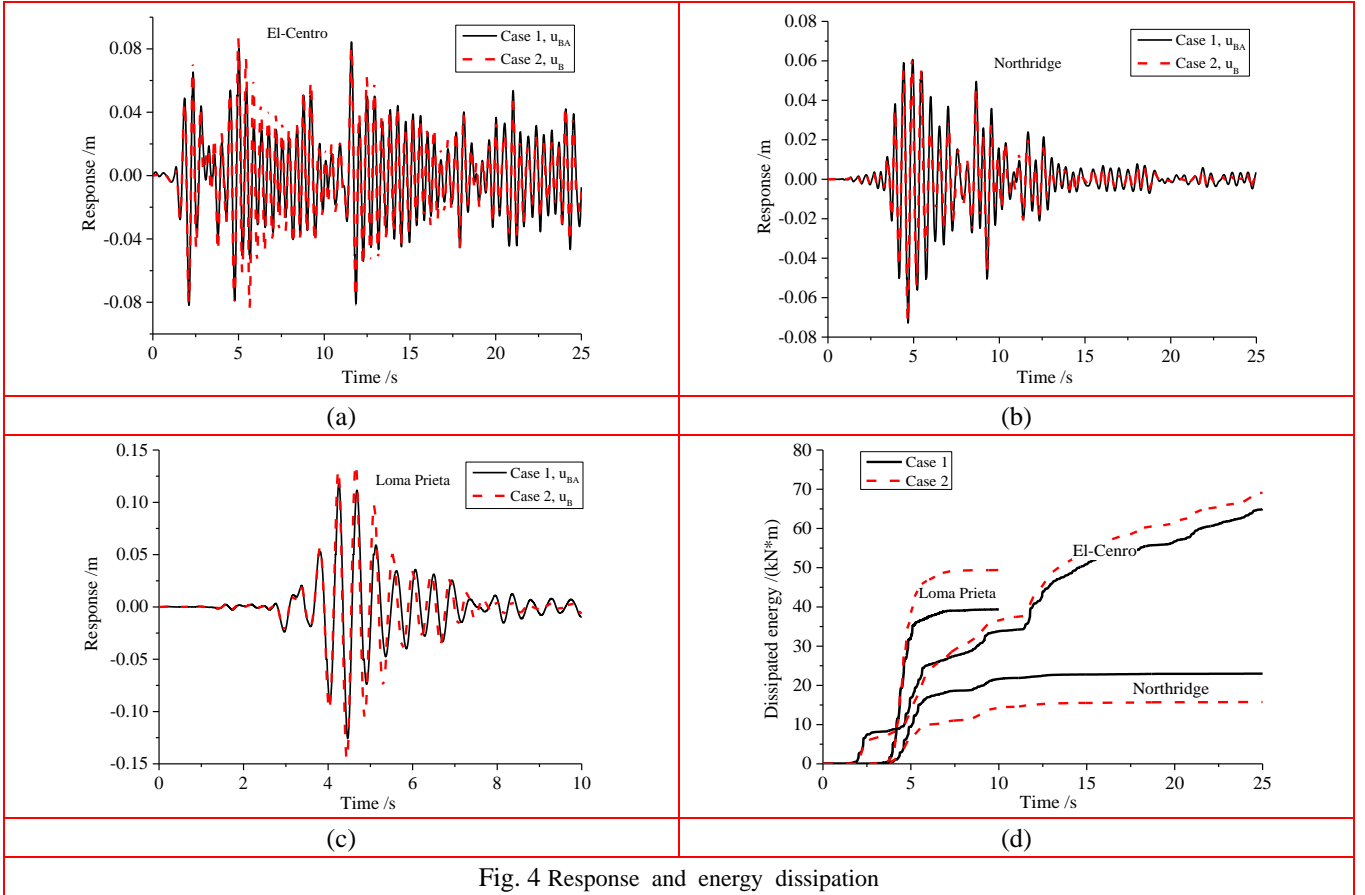 El-Centro
Case 1, u_BA
Case 2, u_B
0.08
0.04
0.00
-0.04
-0.08
Response /m
0 5 10 15 20 25
Time /s
(a)
Northridge
Case 1, u_BA
Case 2, u_B
0.08
0.06
0.04
0.02
0.00
-0.02
-0.04
-0.06
-0.08
Response /m
0 5 10 15 20 25
Time /s
(b)
Loma Prieta
Case 1, u_BA
Case 2, u_B
0.15
0.10
0.05
0.00
-0.05
-0.10
-0.15
Response /m
0 2 4 6 8 10
Time /s
(c)
Case 1
Case 2
80
70
60
50
40
30
20
10
0
Dissipated energy /(kN*m)
El-Cenro
Loma Prieta
Northridge
0 5 10 15 20 25
Time /s
(d)
Fig. 4 Response and energy dissipation